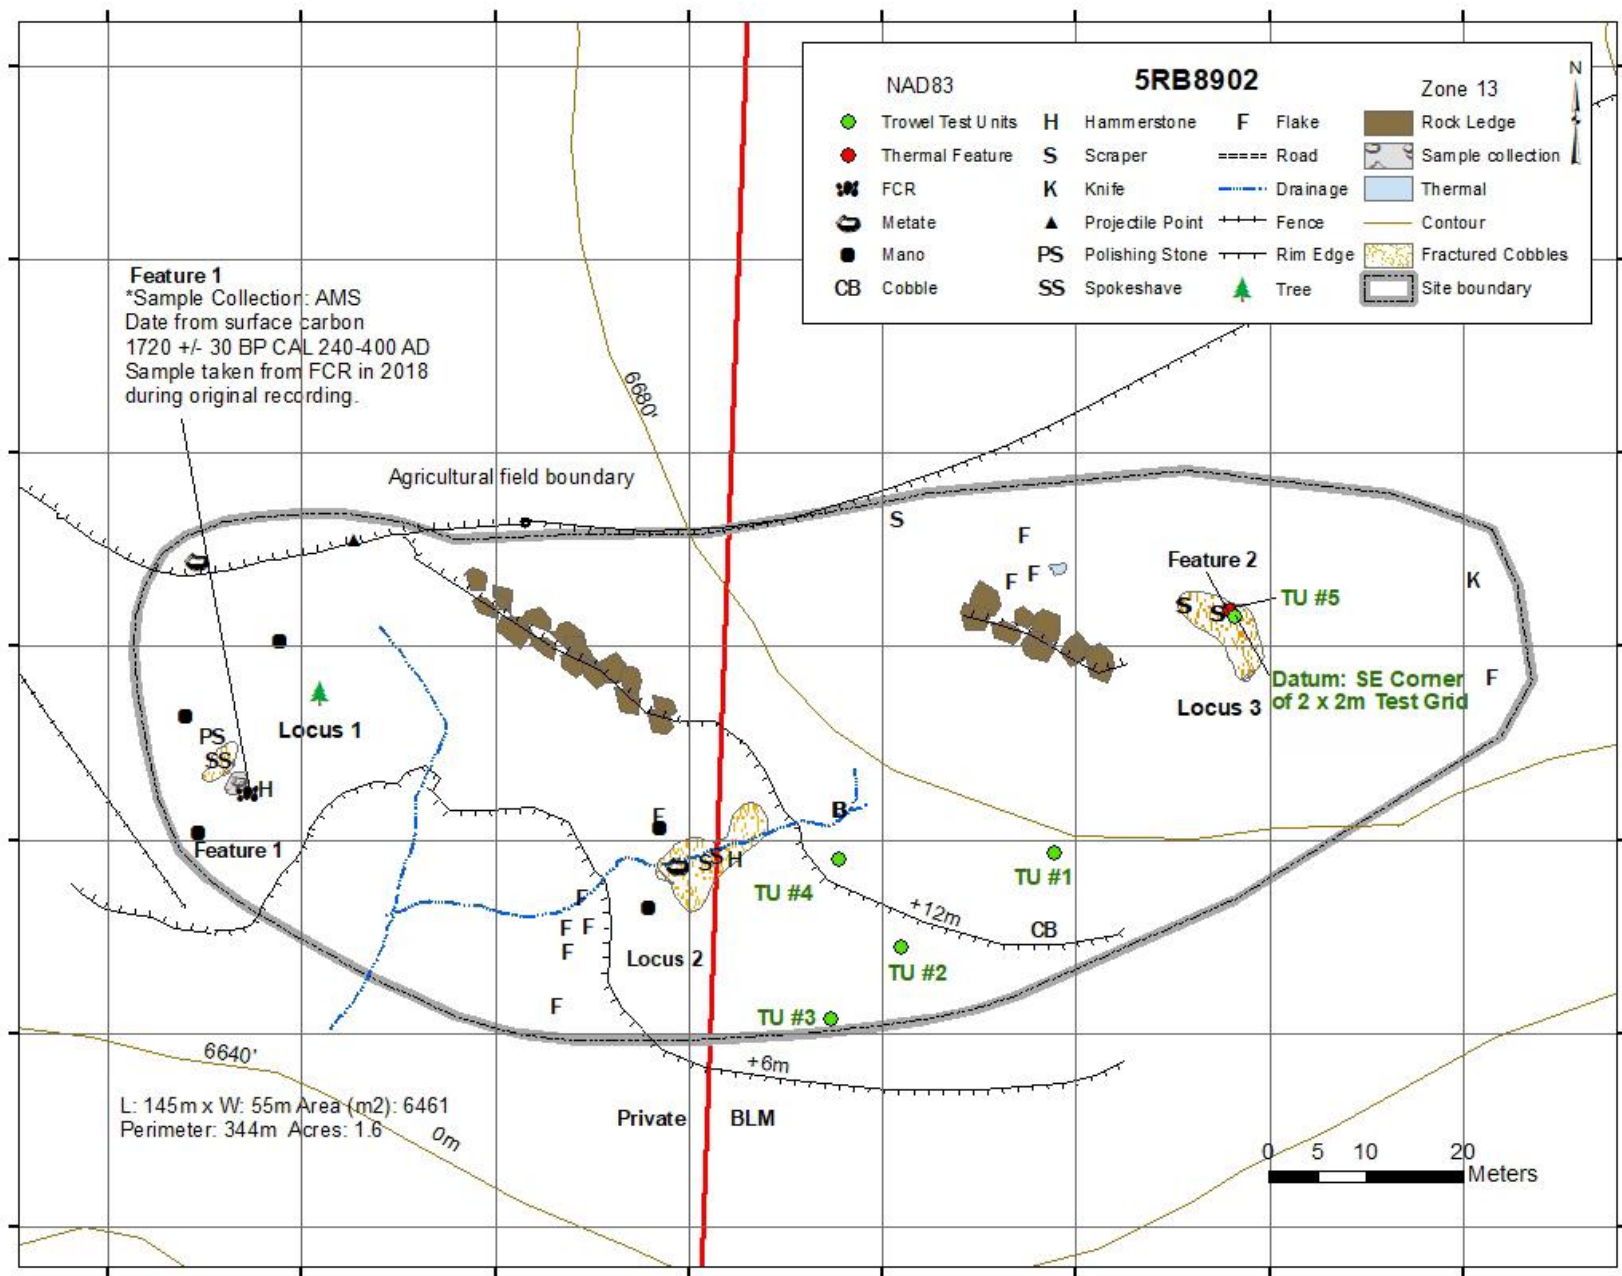 NAD83
5RB8902
Zone 13
N
Trowel Test Units
H Hammerstone
F Flake
Rock Ledge
Thermal Feature
S Scraper
Road
Sample collection
FCR
K Knife
Drainage
Thermal
Metate
Projectile Point
Fence
Contour
Mano
PS Polishing Stone
Rim Edge
Fractured Cobbles
CB Cobble
SS Spokeshave
Tree
Site boundary
Feature 1
*Sample Collection: AMS
Date from surface carbon
1720 +/- 30 BP CAL 240-400 AD
Sample taken from FCR in 2018
during original recording.
6680'
Agricultural field boundary
S
F
F F
Feature 2
K
S
S
TU #5
Datum: SE Corner
of 2 x 2m Test Grid
F
Locus 3
Locus 1
PS
SS
H
Feature 1
F
B
S S H
TU #4
TU #1
F
F F
F
+12m
CB
Locus 2
TU #2
F
TU #3
6640'
+6m
L: 145m x W: 55m Area (m2): 6461
Perimeter: 344m Acres: 1.6
0m
Private
BLM
0 5 10 20
Meters